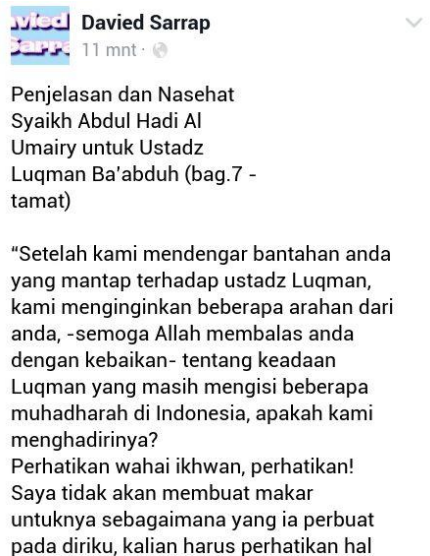 Davied Sarrap
11 mnt ·
Penjelasan dan Nasehat
Syaikh Abdul Hadi Al
Umairy untuk Ustadz
Luqman Ba'abduh (bag.7 -
tamat)
“Setelah kami mendengar bantahan anda
yang mantap terhadap ustadz Luqman,
kami menginginkan beberapa arahan dari
anda, -semoga Allah membalas anda
dengan kebaikan- tentang keadaan
Luqman yang masih mengisi beberapa
muhadharah di Indonesia, apakah kami
menghadirinya?
Perhatikan wahai ikhwan, perhatikan!
Saya tidak akan membuat makar
untuknya sebagaimana yang ia perbuat
pada diriku, kalian harus perhatikan hal